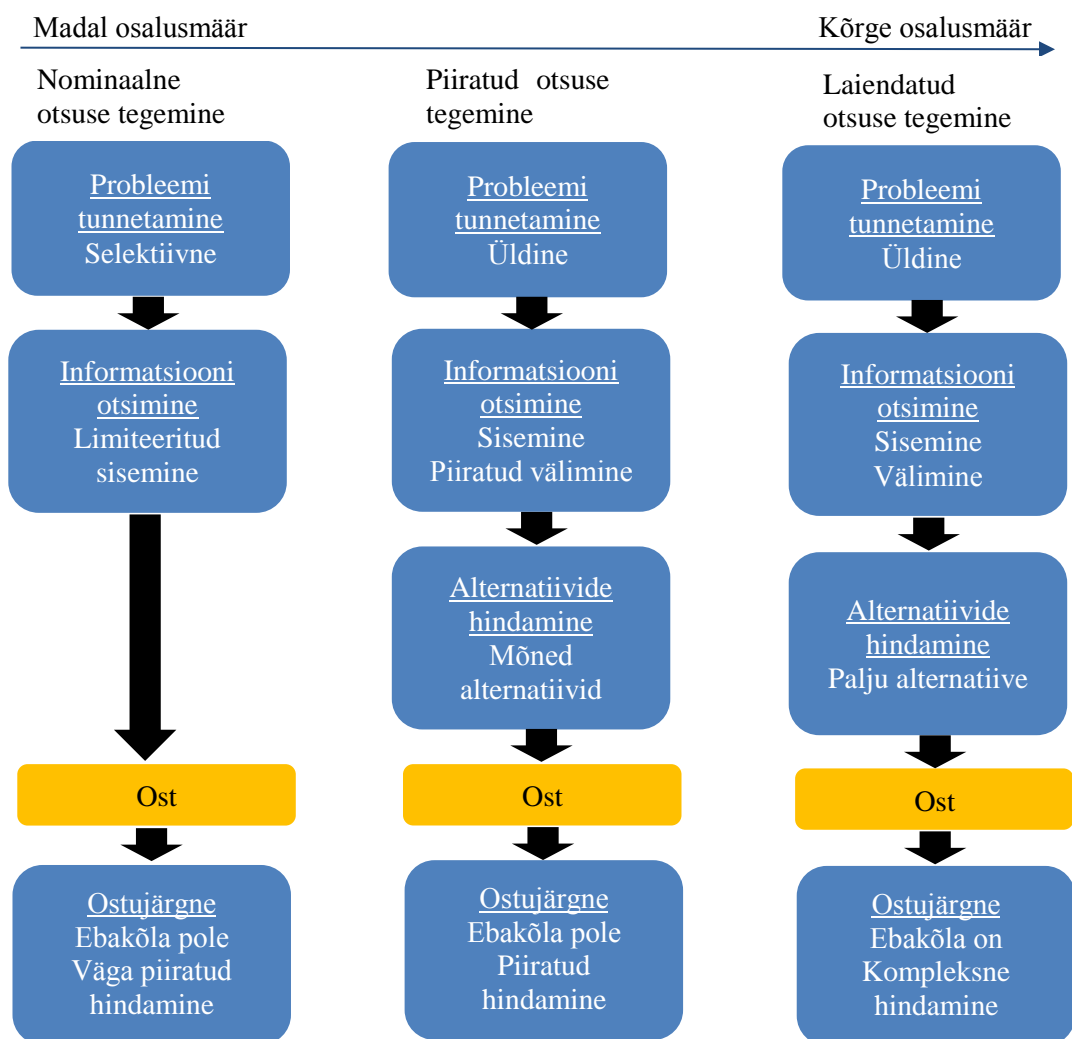 Madal osalusmäär
Kõrge osalusmäär
Nominaalne
otsuse tegemine
Probleemi
tunnetamine
Selektiivne
Informatsiooni
otsimine
Limiteeritud
sisemine
Ost
Ostujärgne
Ebakõla pole
Väga piiratud
hindamine
Piiratud otsuse
tegemine
Probleemi
tunnetamine
Üldine
Informatsiooni
otsimine
Sisemine
Piiratud välimine
Alternatiivide
hindamine
Mõned
alternatiivid
Ost
Ostujärgne
Ebakõla pole
Piiratud
hindamine
Laiendatud
otsuse tegemine
Probleemi
tunnetamine
Üldine
Informatsiooni
otsimine
Sisemine
Välimine
Alternatiivide
hindamine
Palju alternatiive
Ost
Ostujärgne
Ebakõla on
Kompleksne
hindamine